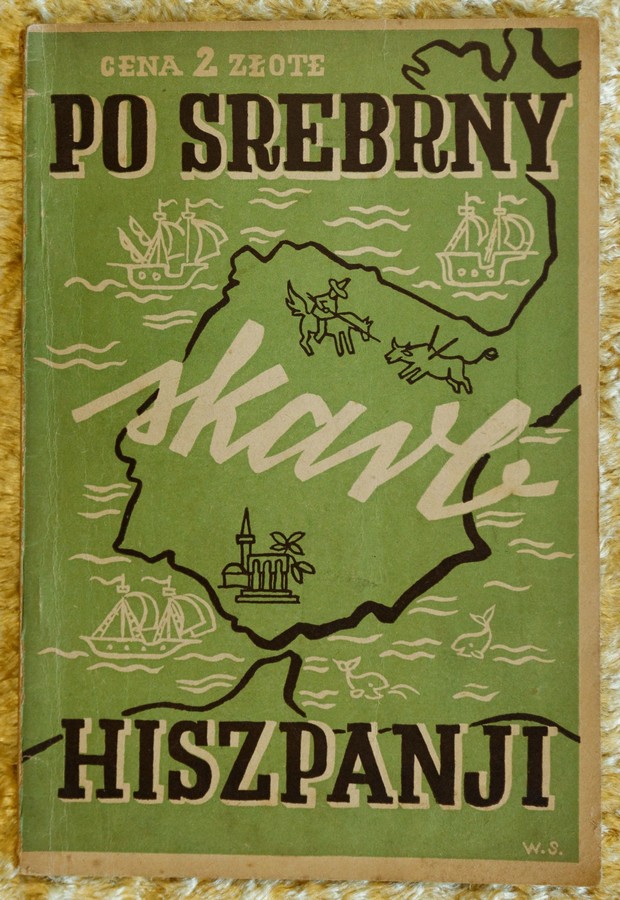 CENA 2 ZŁOTE
PO SREBRNY
skarb
HISZPANJI
W.S.